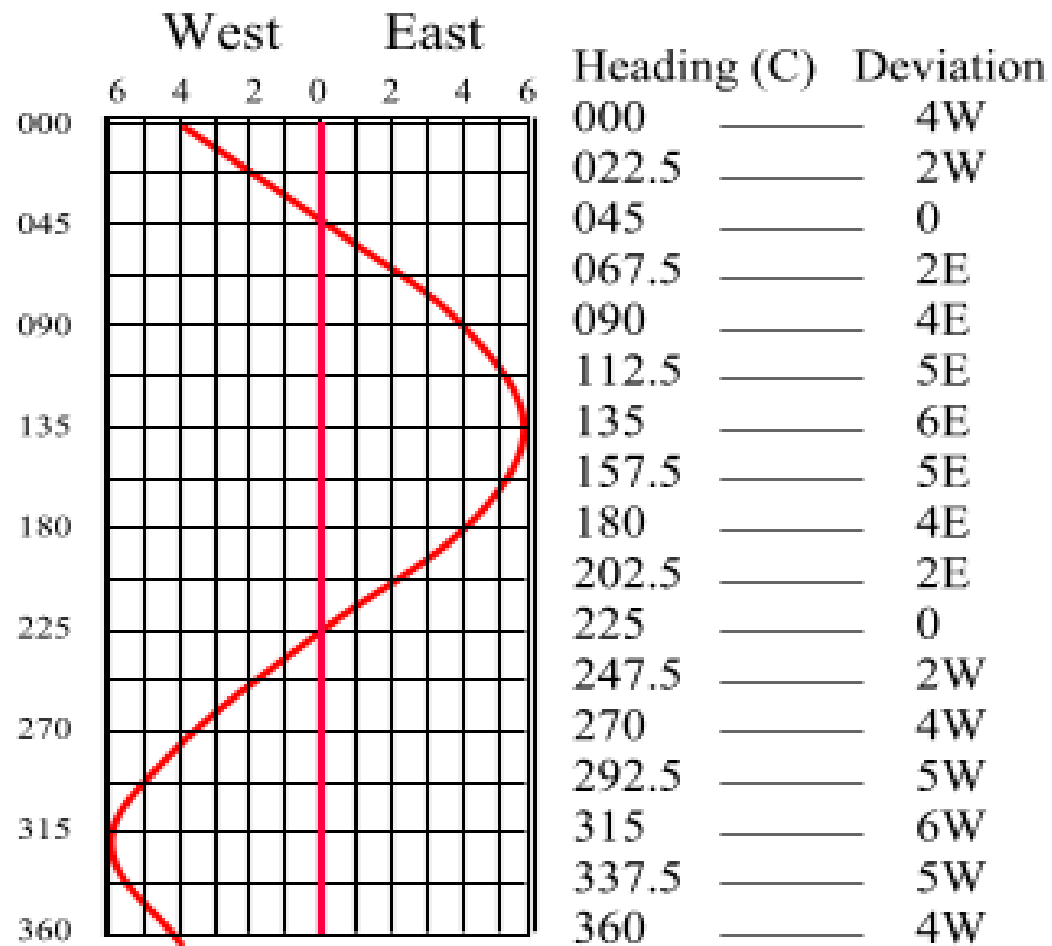 West East
6 4 2 0 2 4 6
Heading (C) Deviation
000 000 4W
022.5 2W
045 045 0
067.5 2E
090 090 4E
112.5 5E
135 135 6E
157.5 5E
180 180 4E
202.5 2E
225 225 0
247.5 2W
270 270 4W
292.5 5W
315 315 6W
337.5 5W
360 360 4W